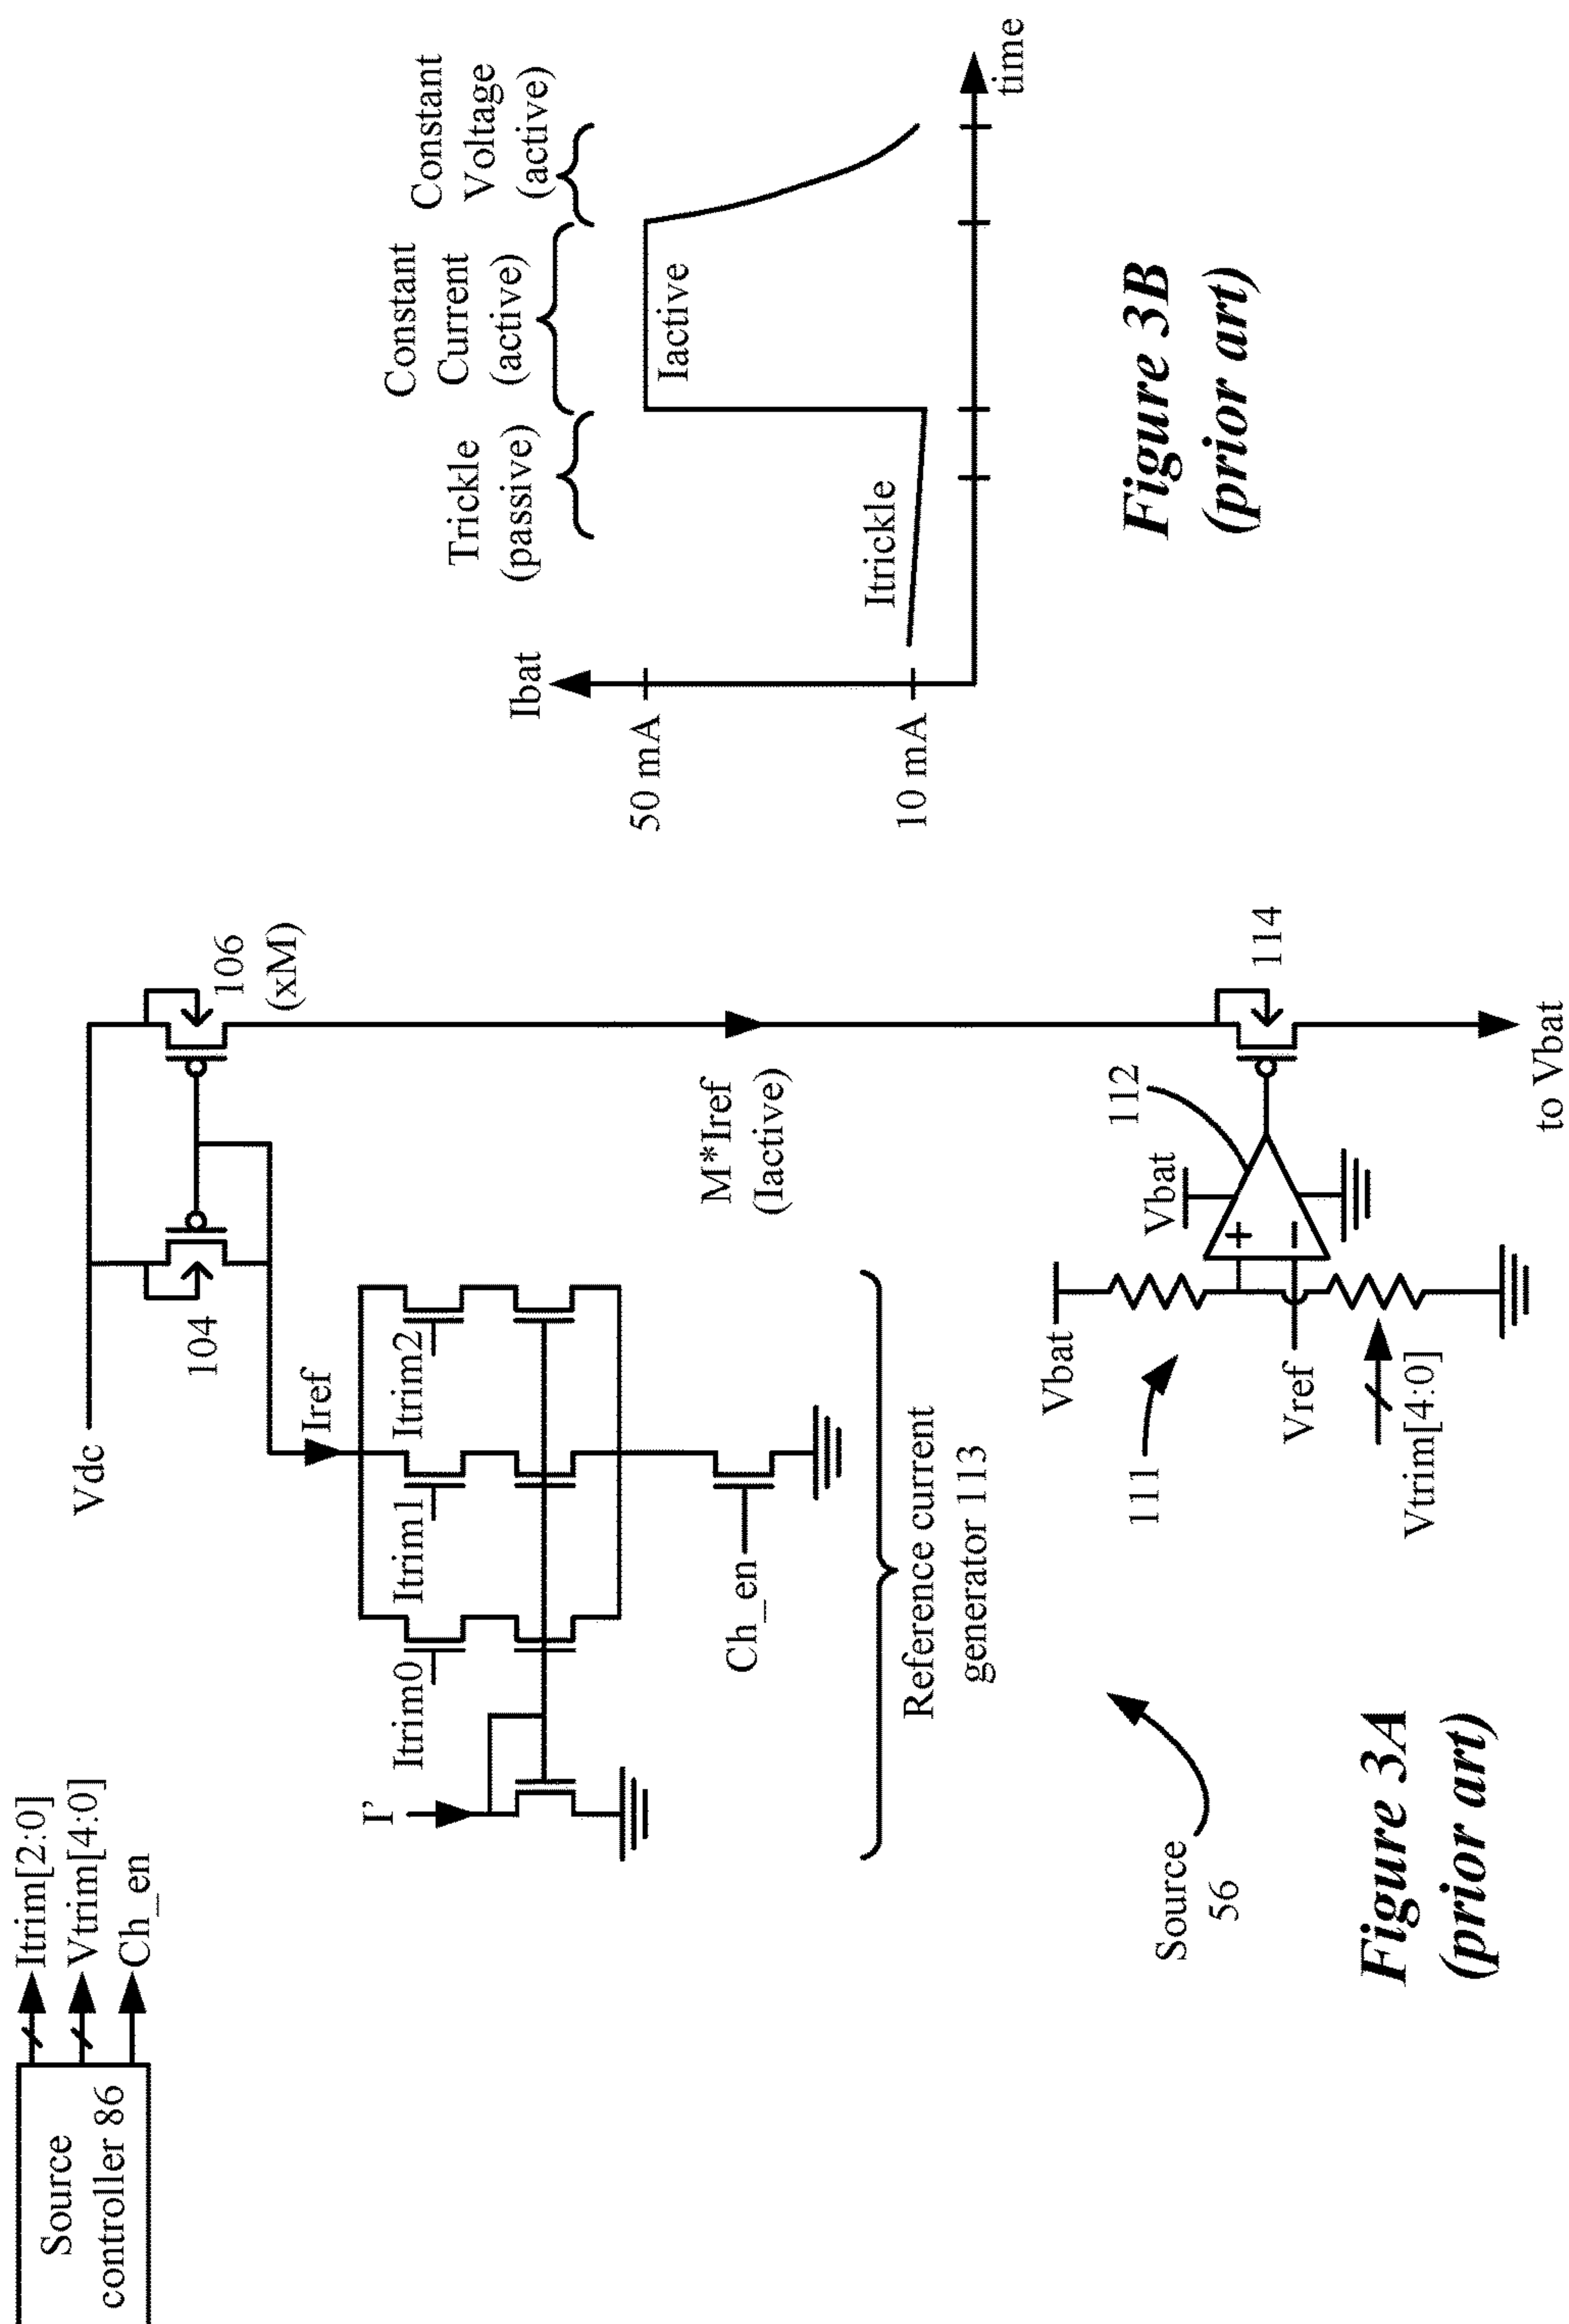 Source
controller 86
Itrim[2:0]
Vtrim[4:0]
Ch_en
Vdc
104
106
(xM)
Iref
I'
Itrim0
Itrim1
Itrim2
Ch_en
Reference current
generator 113
M*Iref
(Iactive)
Source
56
111
Vbat
Vref
Vtrim[4:0]
Vbat
+
−
112
114
to Vbat
Figure 3A
(prior art)
Ibat
50 mA
10 mA
Trickle
(passive)
Constant
Current
(active)
Constant
Voltage
(active)
Itrickle
Iactive
time
Figure 3B
(prior art)